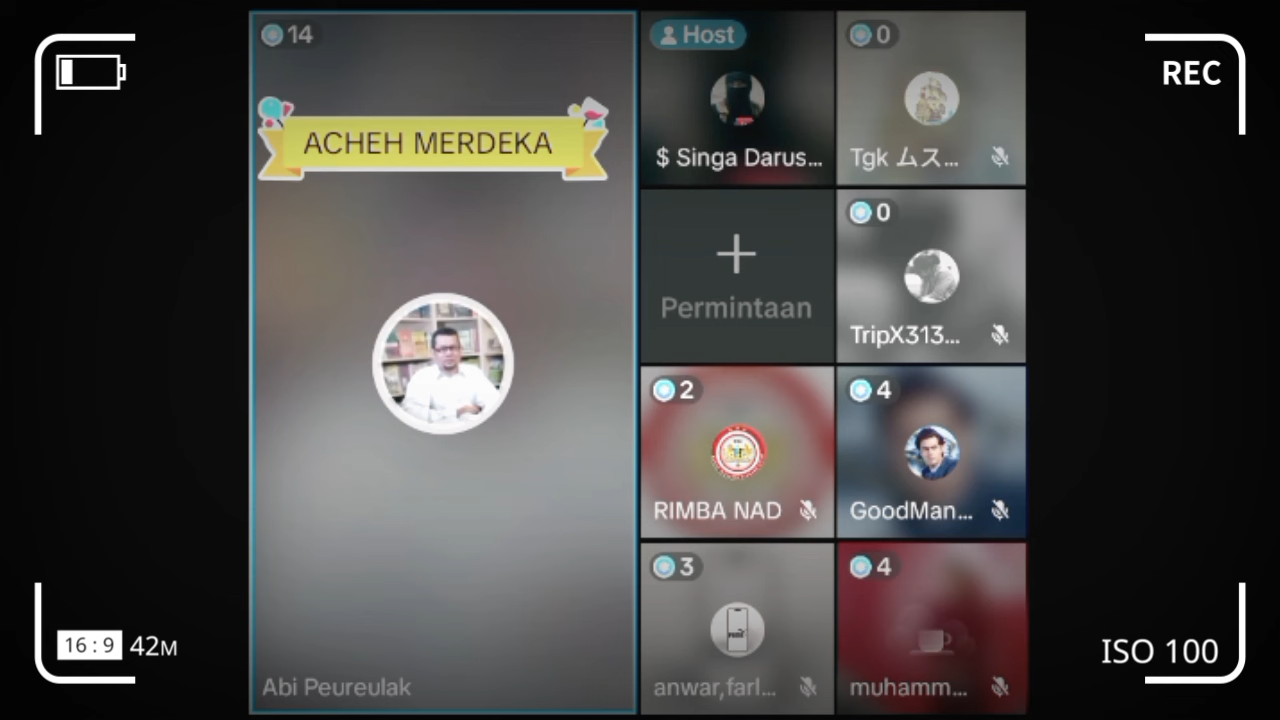 REC
14
ACHEH MERDEKA
Abi Peureulak
Host
$ Singa Darus...
0
Tgk ムス...
Permintaan
0
TripX313...
2
RIMBA NAD
4
GoodMan...
3
anwar,farl...
4
muhamm...
16:9 42M
ISO 100